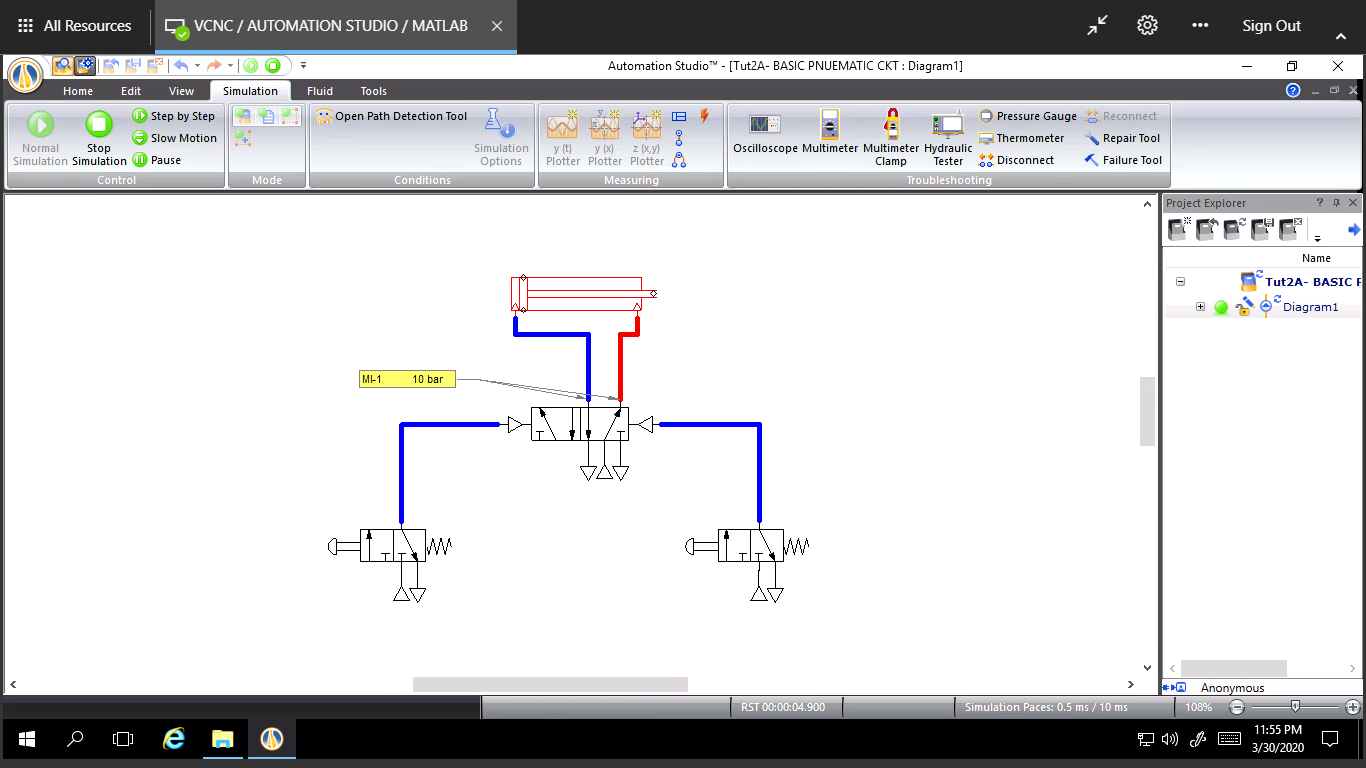 All Resources
VCNC / AUTOMATION STUDIO / MATLAB
Sign Out
Automation Studio™ - [Tut2A- BASIC PNUEMATIC CKT : Diagram1]
Home Edit View Simulation Fluid Tools
Normal Simulation
Stop Simulation
Step by Step
Slow Motion
Pause
Control
Mode
Open Path Detection Tool
Simulation Options
Conditions
y (t) Plotter
y (x) Plotter
z (x,y) Plotter
Measuring
Oscilloscope
Multimeter
Multimeter Clamp
Hydraulic Tester
Pressure Gauge
Thermometer
Disconnect
Reconnect
Repair Tool
Failure Tool
Troubleshooting
Project Explorer
Name
Tut2A- BASIC P
Diagram1
MI-1 10 bar
Anonymous
RST 00:00:04.900
Simulation Paces: 0.5 ms / 10 ms
108%
11:55 PM
3/30/2020